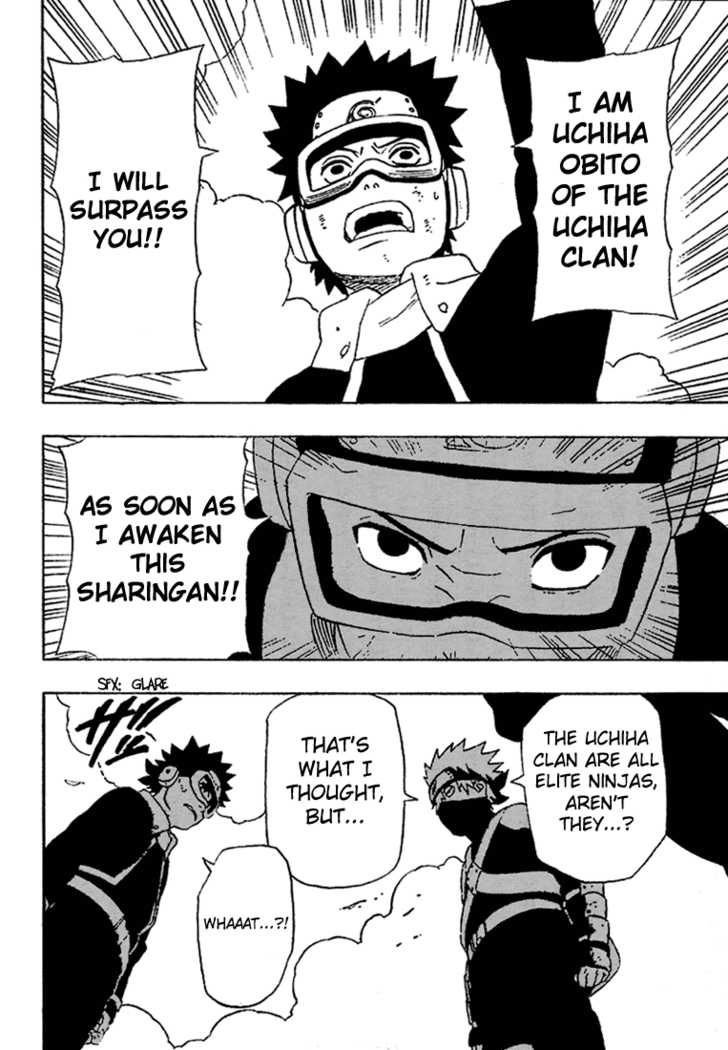 I AM
UCHIHA
OBITO
OF THE
UCHIHA
CLAN!
I WILL
SURPASS
YOU!!
AS SOON AS
I AWAKEN
THIS
SHARINGAN!!
SFX: GLARE
THE UCHIHA
CLAN ARE ALL
ELITE NINJAS,
AREN'T
THEY...?
THAT'S
WHAT I
THOUGHT,
BUT...
WHAAAT...?!